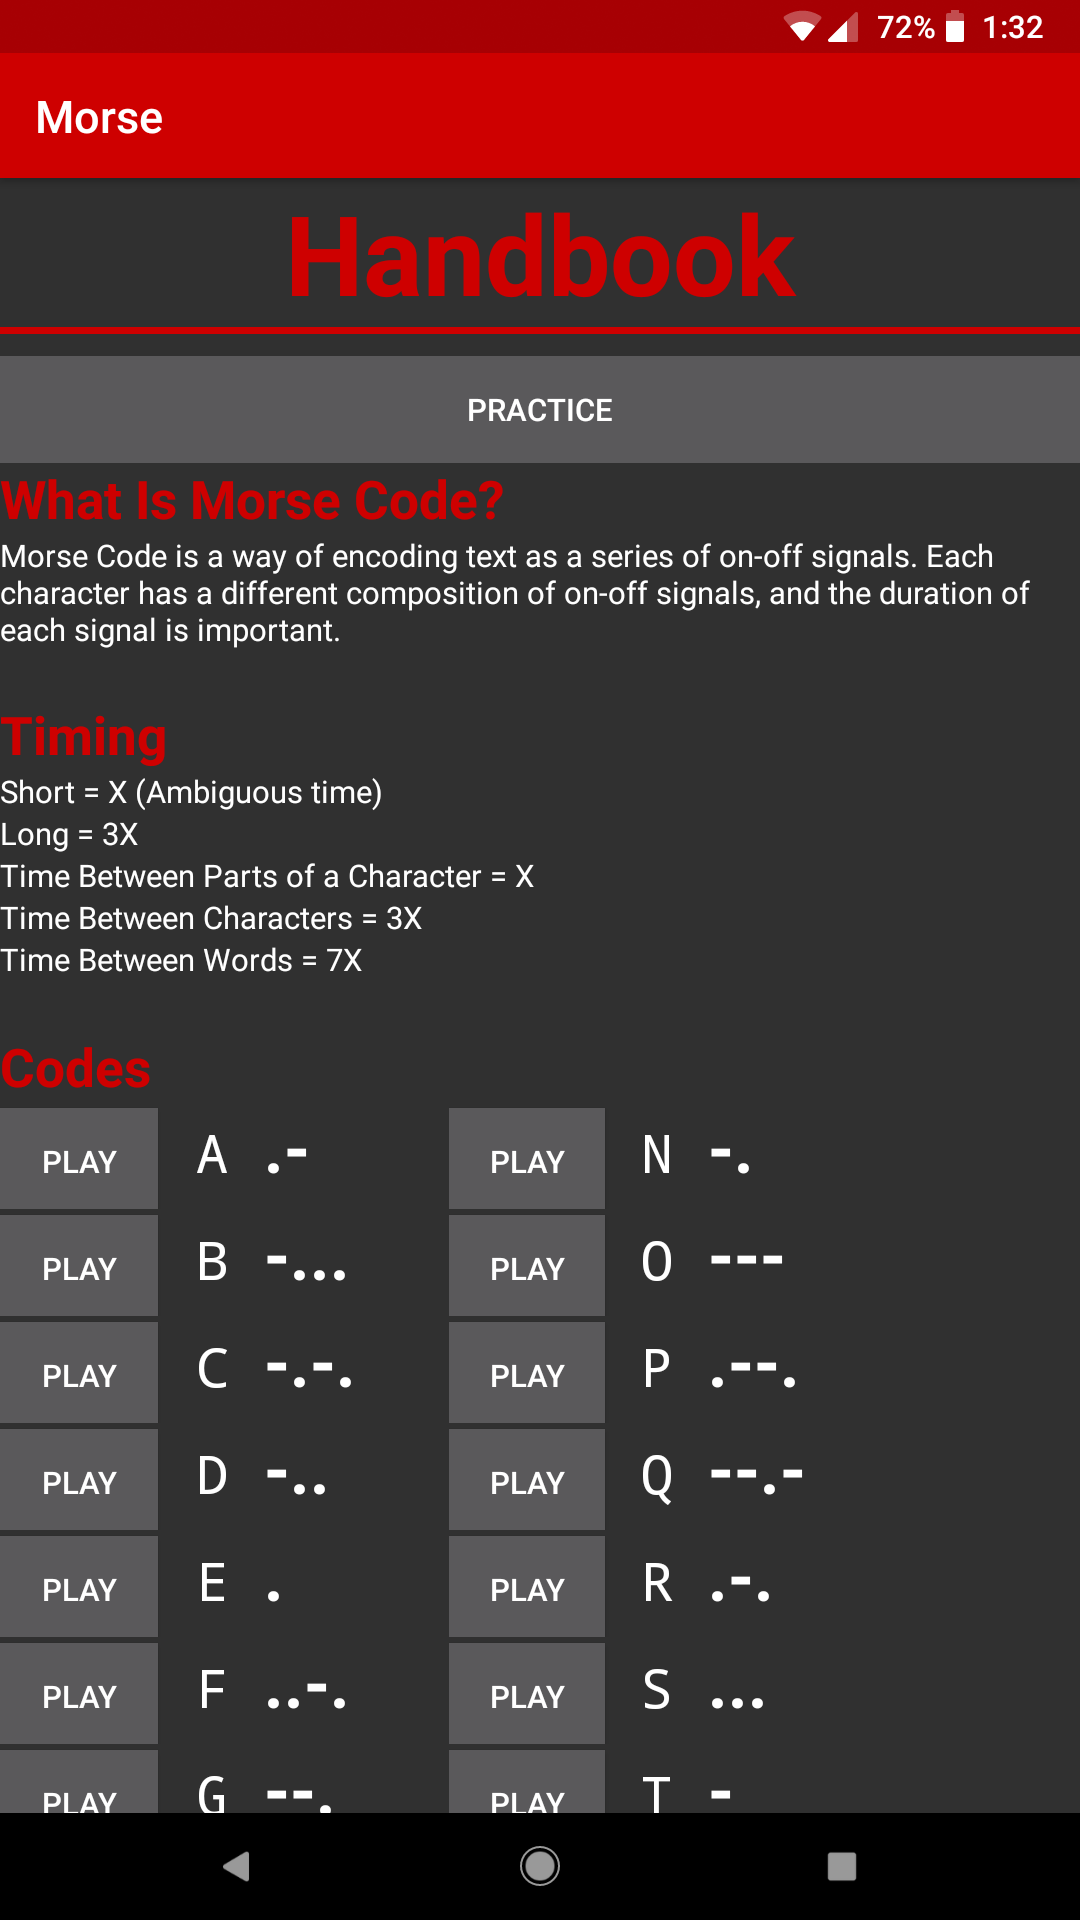 72% 1:32
Morse
Handbook
PRACTICE
What Is Morse Code?
Morse Code is a way of encoding text as a series of on-off signals. Each
character has a different composition of on-off signals, and the duration of
each signal is important.
Timing
Short = X (Ambiguous time)
Long = 3X
Time Between Parts of a Character = X
Time Between Characters = 3X
Time Between Words = 7X
Codes
PLAY A .- PLAY N -.
PLAY B -... PLAY O ---
PLAY C -.-. PLAY P .--.
PLAY D -.. PLAY Q --.-
PLAY E . PLAY R .-.
PLAY F ..-. PLAY S ...
PLAY G --. PLAY T -